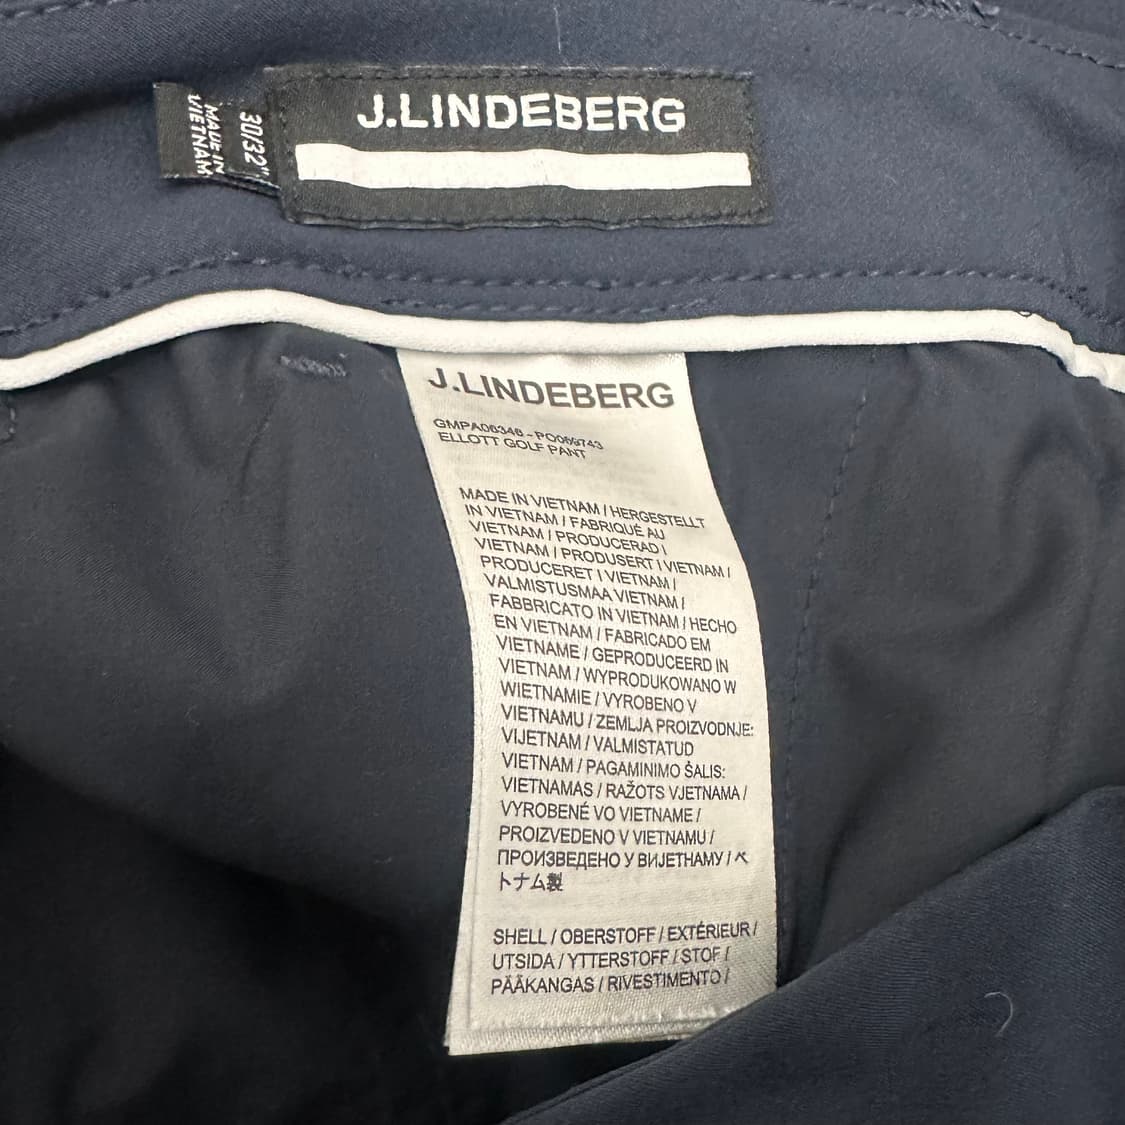 J.LINDEBERG
30/32"
MADE IN
VIETNAM
J.LINDEBERG
GMPA06346 - PO069743
ELLOTT GOLF PANT
MADE IN VIETNAM / HERGESTELLT
IN VIETNAM / FABRIQUÉ AU
VIETNAM / PRODUCERAD I
VIETNAM / PRODUSERT I VIETNAM /
PRODUCERET I VIETNAM /
VALMISTUSMAA VIETNAM /
FABBRICATO IN VIETNAM / HECHO
EN VIETNAM / FABRICADO EM
VIETNAME / GEPRODUCEERD IN
VIETNAM / WYPRODUKOWANO W
WIETNAMIE / VYROBENO V
VIETNAMU / ZEMLJA PROIZVODNJE:
VIJETNAM / VALMISTATUD
VIETNAM / PAGAMINIMO ŠALIS:
VIETNAMAS / RAŽOTS VJETNAMA /
VYROBENÉ VO VIETNAME /
PROIZVEDENO V VIETNAMU /
ПРОИЗВЕДЕНО У ВИЈЕТНАМУ / ベ
トナム製
SHELL / OBERSTOFF / EXTÉRIEUR /
UTSIDA / YTTERSTOFF / STOF /
PÄÄKANGAS / RIVESTIMENTO /